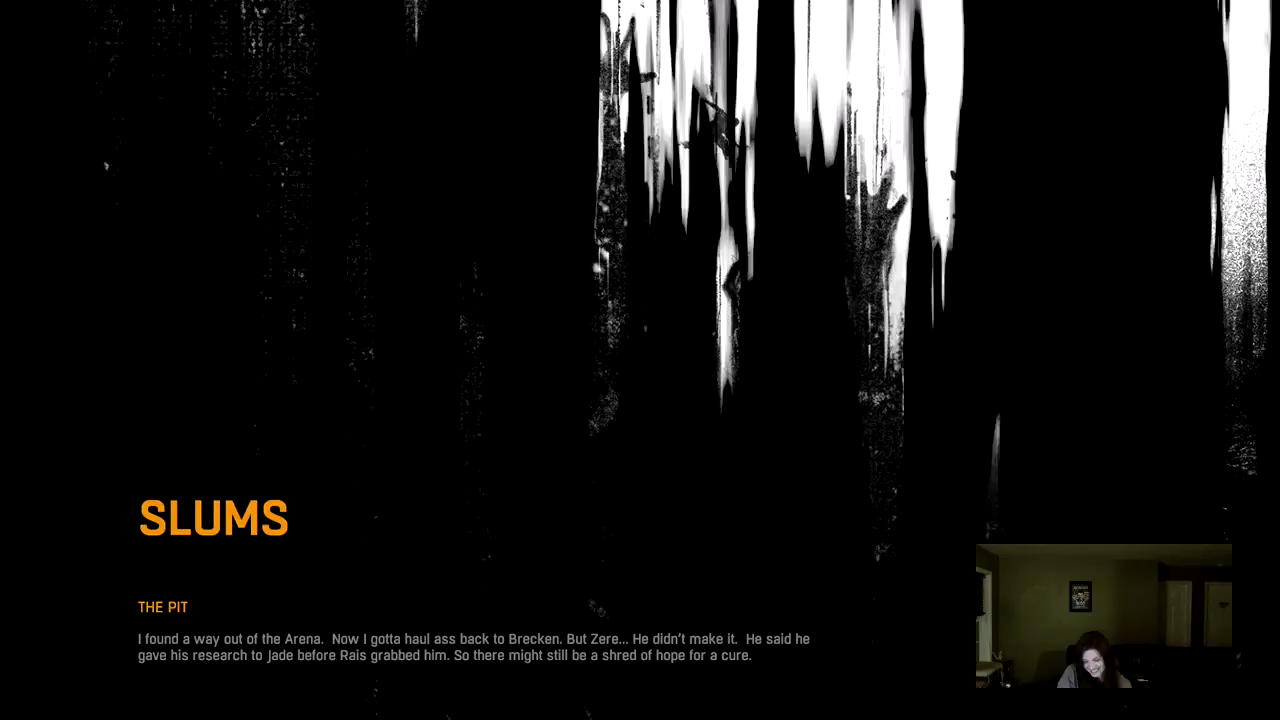 SLUMS
THE PIT
I found a way out of the Arena.  Now I gotta haul ass back to Brecken. But Zere... He didn't make it.  He said he
gave his research to Jade before Rais grabbed him. So there might still be a shred of hope for a cure.